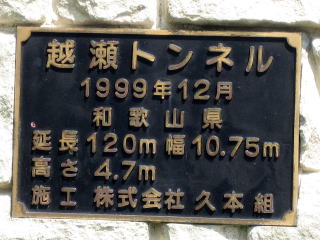 越瀬トンネル
1999年12月
和歌山県
延長120m 幅10.75m
高さ 4.7m
施工 株式会社久本組